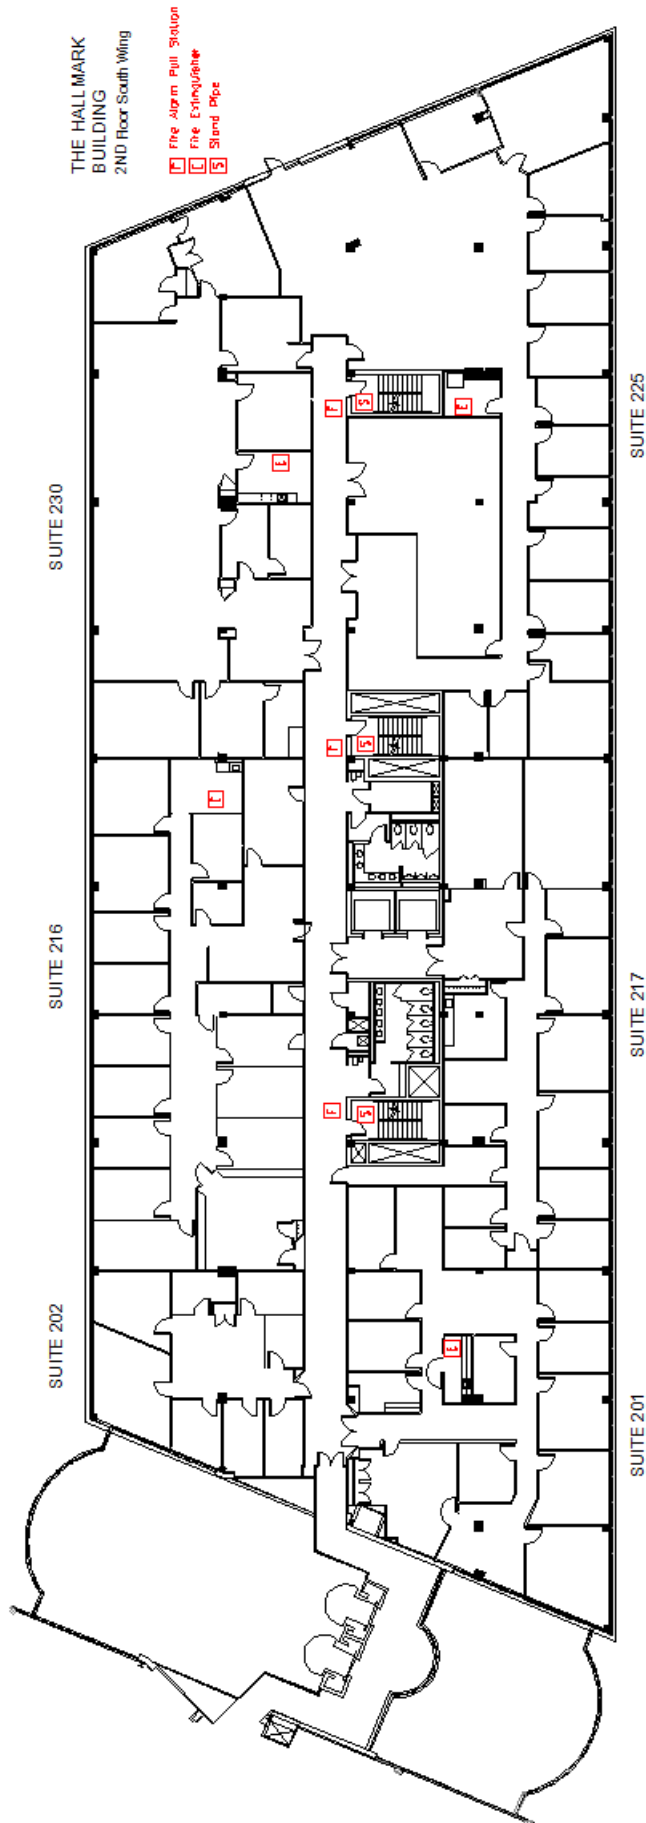 THE HALLMARK
BUILDING
2ND Floor South Wing
F Fire Alarm Pull Station
E Fire Extinguisher
S Stand Pipe
SUITE 230
SUITE 225
F
S
E
E
F
S
E
SUITE 216
SUITE 217
F
S
SUITE 202
E
SUITE 201